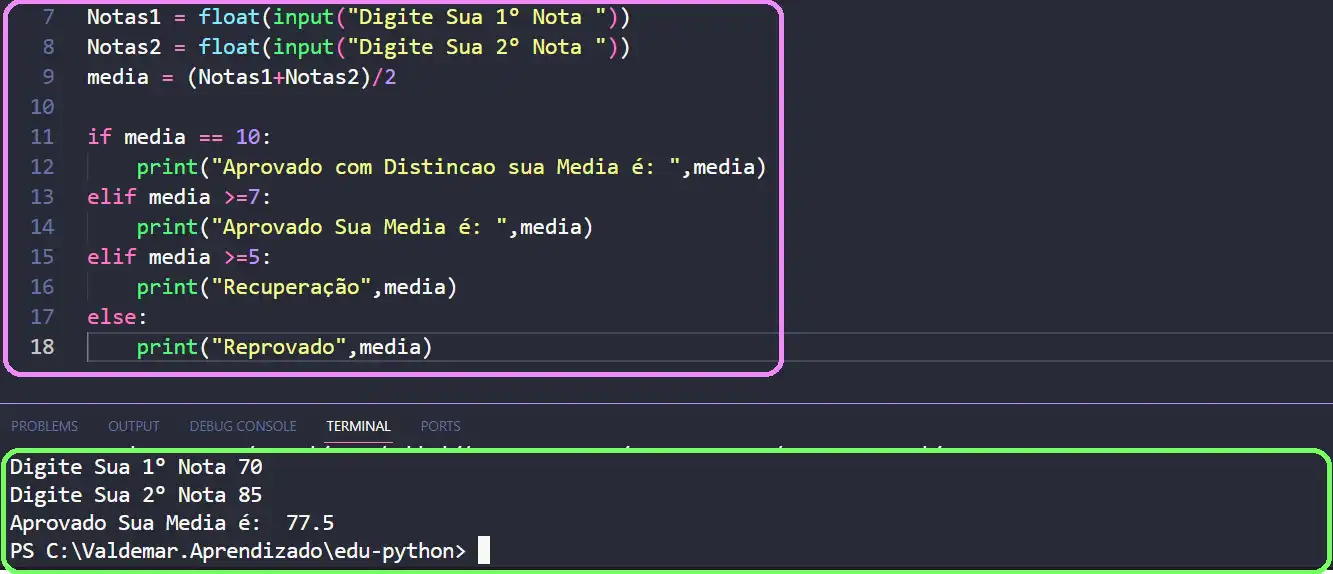 7 Notas1 = float(input("Digite Sua 1º Nota "))
8 Notas2 = float(input("Digite Sua 2º Nota "))
9 media = (Notas1+Notas2)/2
10
11 if media == 10:
12     print("Aprovado com Distincao sua Media é: ",media)
13 elif media >=7:
14     print("Aprovado Sua Media é: ",media)
15 elif media >=5:
16     print("Recuperação",media)
17 else:
18     print("Reprovado",media)
PROBLEMS OUTPUT DEBUG CONSOLE TERMINAL PORTS
Digite Sua 1º Nota 70
Digite Sua 2º Nota 85
Aprovado Sua Media é:  77.5
PS C:\Valdemar.Aprendizado\edu-python>